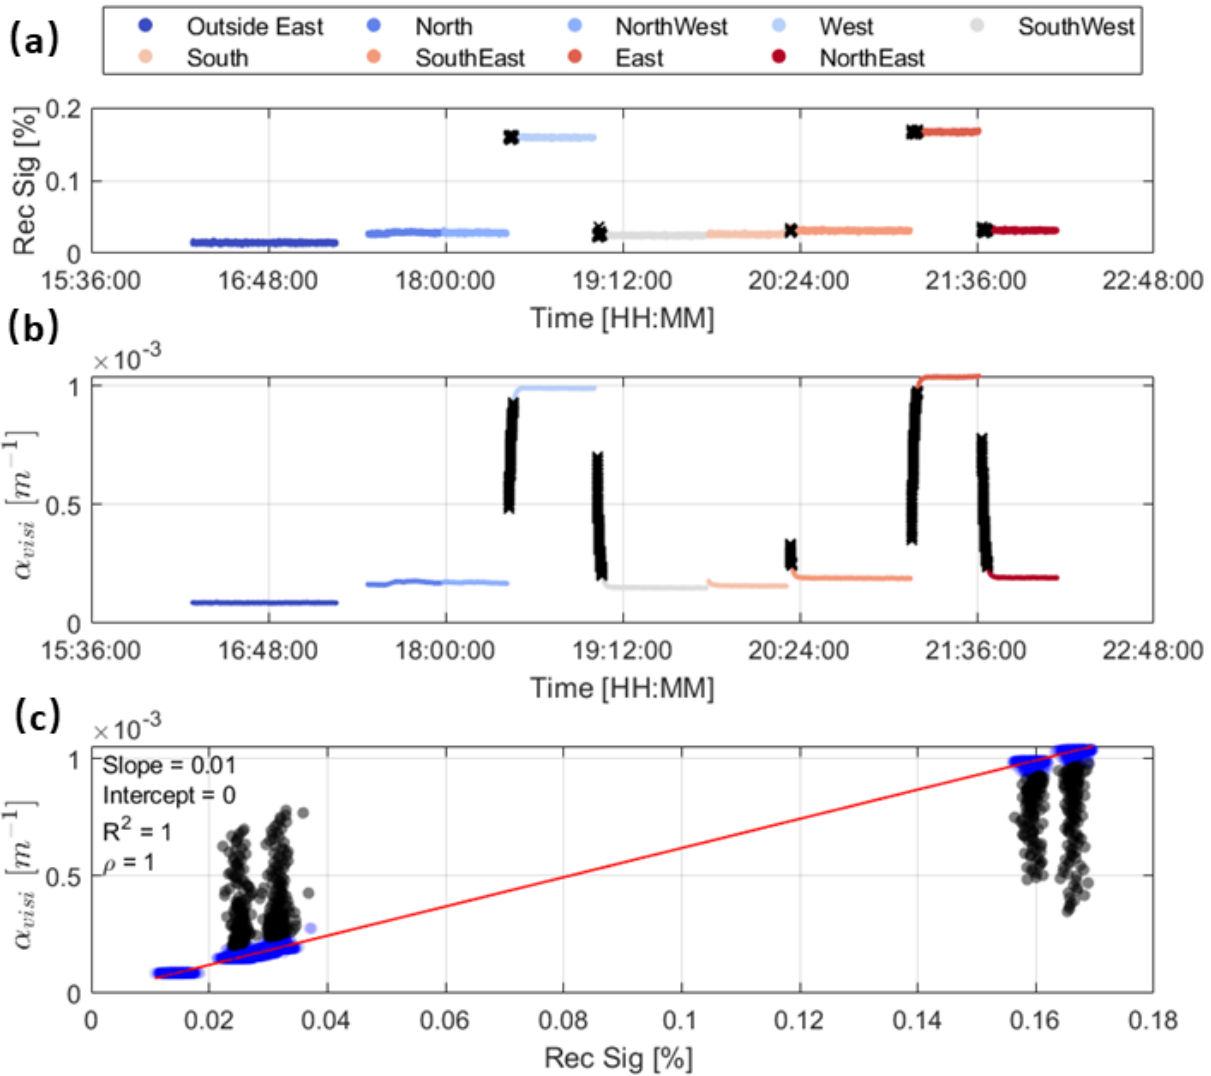 (a)
Outside East North NorthWest West SouthWest
South SouthEast East NorthEast
Rec Sig [%]
0.2
0.1
0
15:36:00 16:48:00 18:00:00 19:12:00 20:24:00 21:36:00 22:48:00
Time [HH:MM]
(b)
×10⁻³
α_visi [m⁻¹]
1
0.5
0
15:36:00 16:48:00 18:00:00 19:12:00 20:24:00 21:36:00 22:48:00
Time [HH:MM]
(c)
×10⁻³
α_visi [m⁻¹]
1
0.5
0
Slope = 0.01
Intercept = 0
R² = 1
ρ = 1
0 0.02 0.04 0.06 0.08 0.1 0.12 0.14 0.16 0.18
Rec Sig [%]